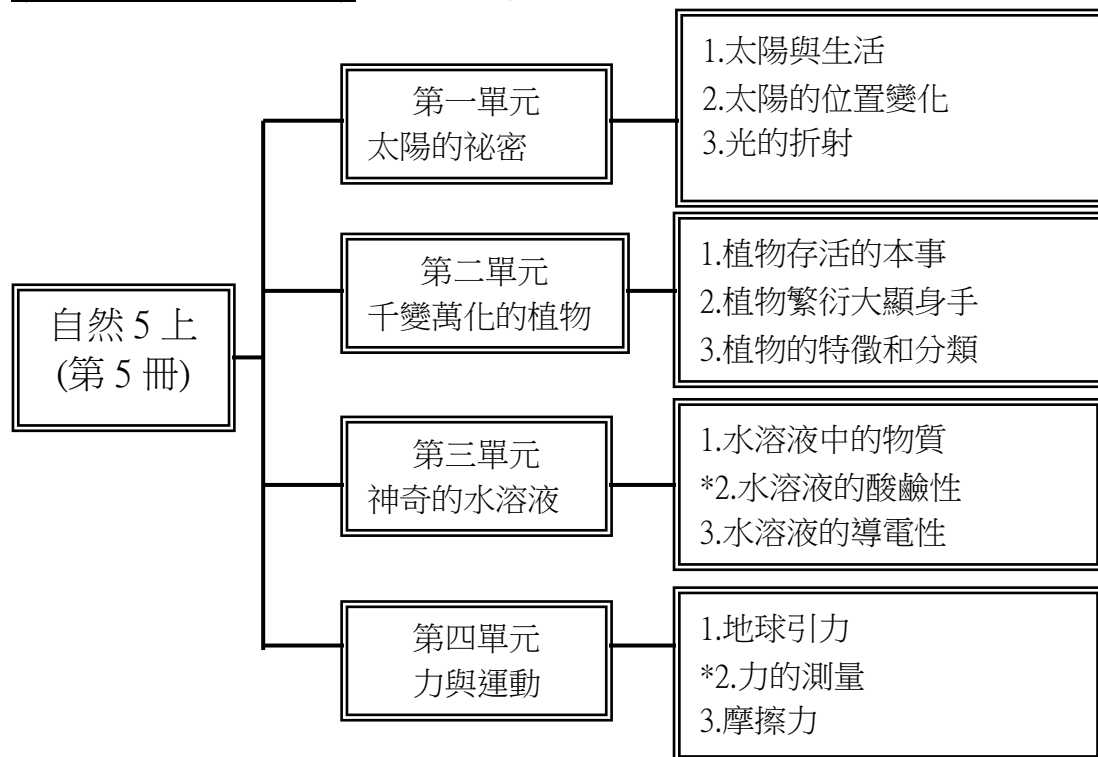 自然 5 上
(第 5 冊)
第一單元
太陽的祕密
1.太陽與生活
2.太陽的位置變化
3.光的折射
第二單元
千變萬化的植物
1.植物存活的本事
2.植物繁衍大顯身手
3.植物的特徵和分類
第三單元
神奇的水溶液
1.水溶液中的物質
*2.水溶液的酸鹼性
3.水溶液的導電性
第四單元
力與運動
1.地球引力
*2.力的測量
3.摩擦力